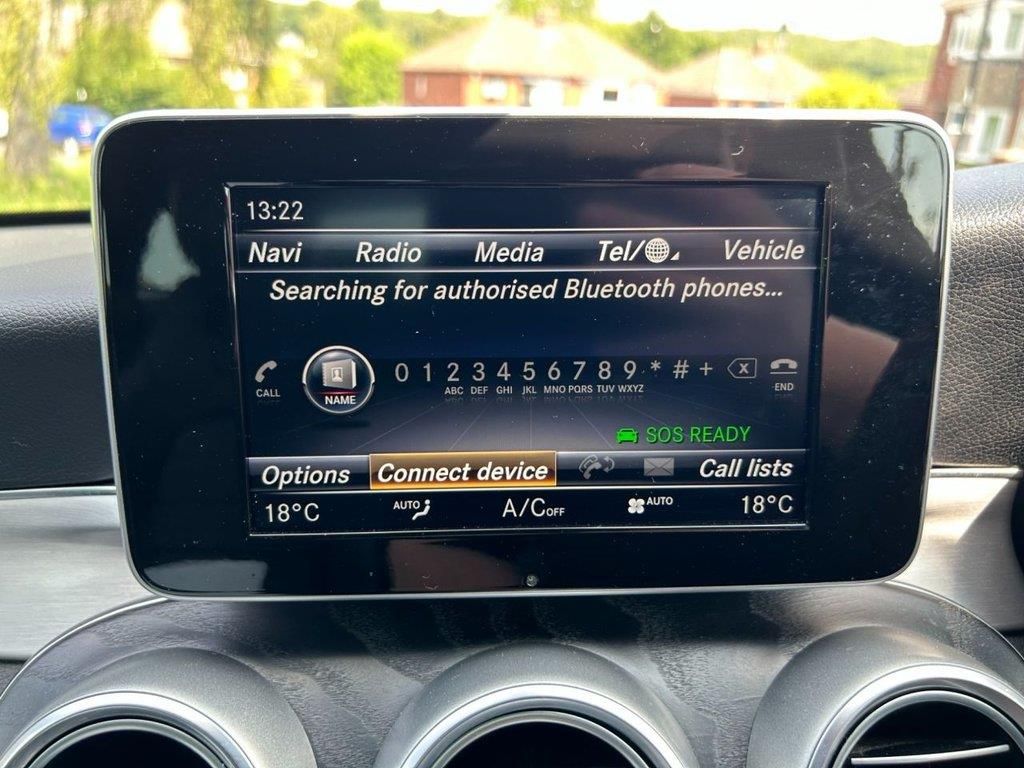 13:22
Navi Radio Media Tel/ Vehicle
Searching for authorised Bluetooth phones...
CALL NAME 0 1 2 3 4 5 6 7 8 9 * # + X END
ABC DEF GHI JKL MNO PQRS TUV WXYZ
SOS READY
Options Connect device Call lists
18°C AUTO A/C OFF AUTO 18°C